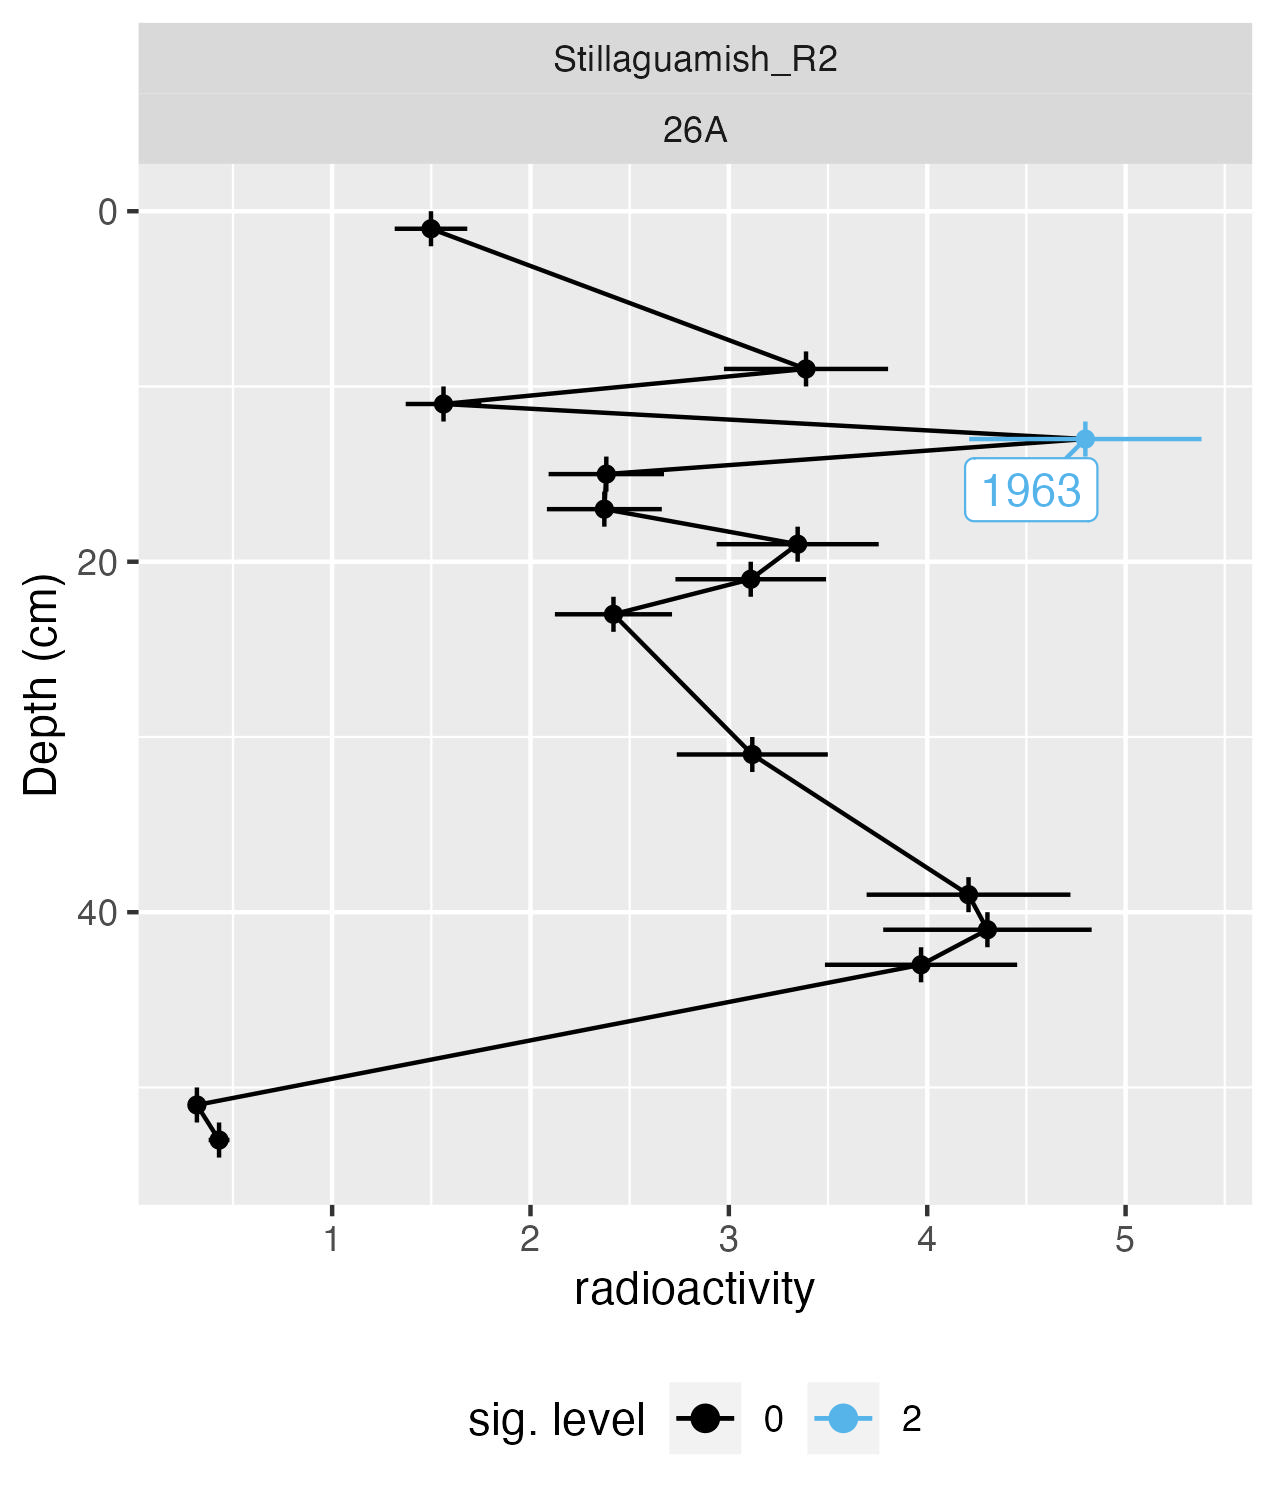 Stillaguamish_R2
26A
0
20
40
Depth (cm)
1963
1 2 3 4 5
radioactivity
sig. level 0 2